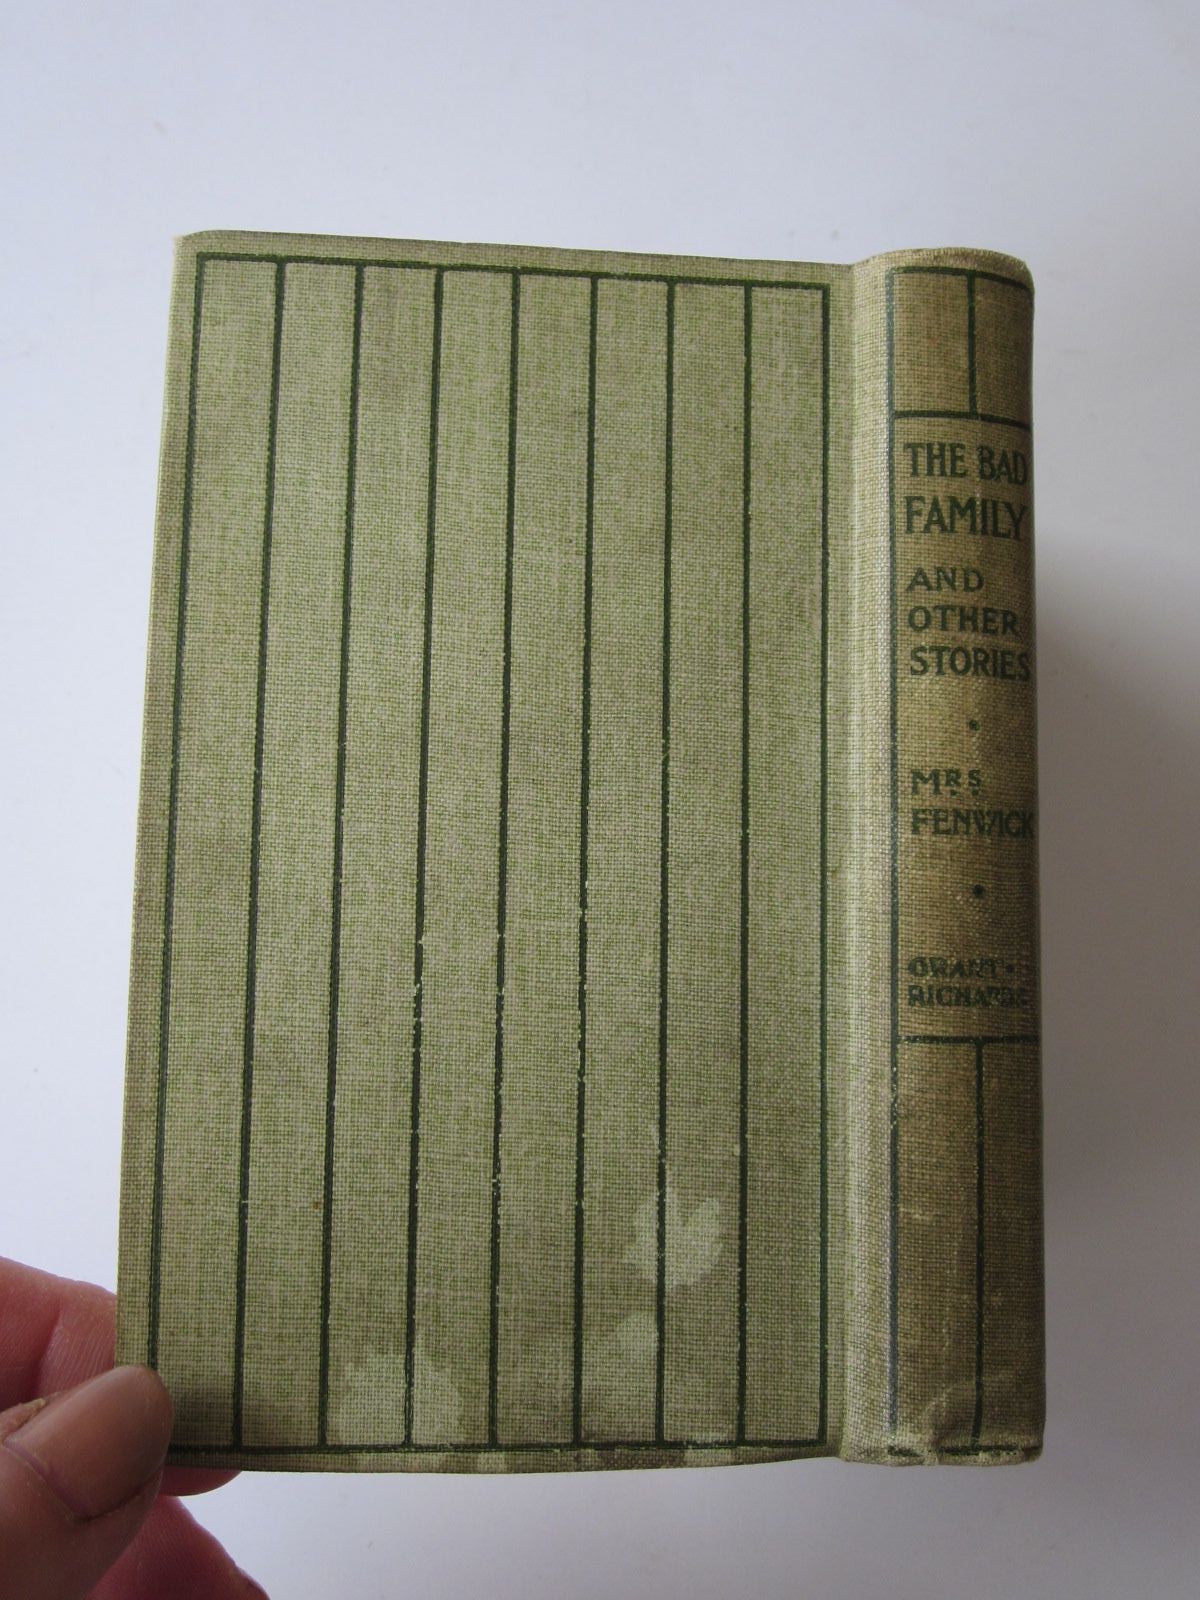 THE BAD
FAMILY
AND
OTHER
STORIES
MRS
FENWICK
GRANT
RICHARDS